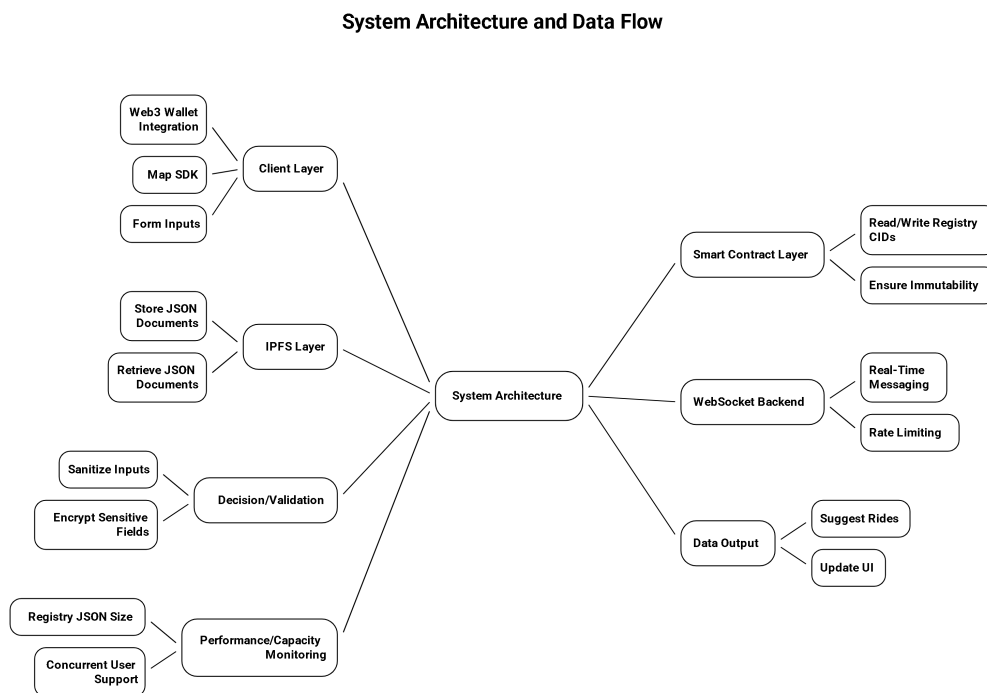 System Architecture and Data Flow
Web3 Wallet
Integration
Map SDK
Form Inputs
Client Layer
Store JSON
Documents
Retrieve JSON
Documents
IPFS Layer
Sanitize Inputs
Encrypt Sensitive
Fields
Decision/Validation
Registry JSON Size
Concurrent User
Support
Performance/Capacity
Monitoring
System Architecture
Smart Contract Layer
Read/Write Registry
CIDs
Ensure Immutability
WebSocket Backend
Real-Time
Messaging
Rate Limiting
Data Output
Suggest Rides
Update UI